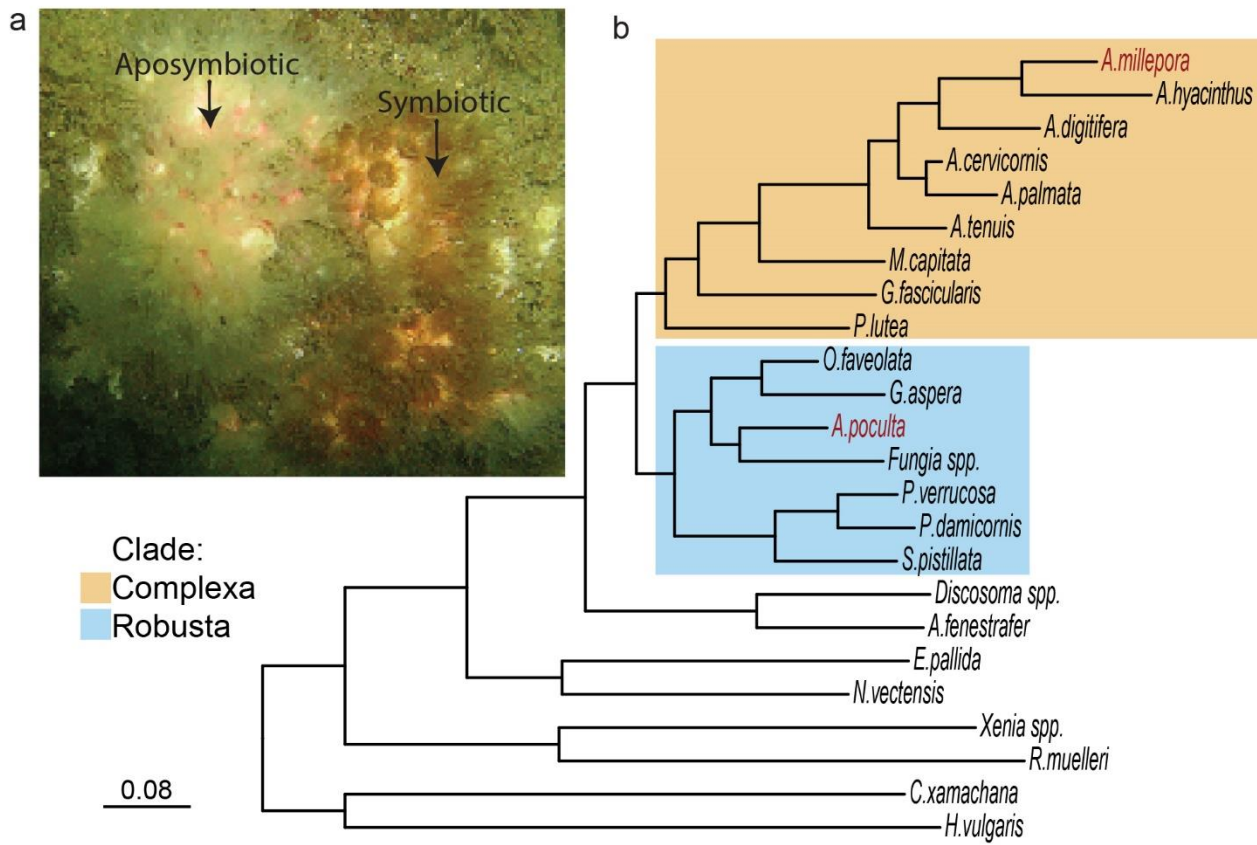 a
Aposymbiotic
Symbiotic
b
A.millepora
A.hyacinthus
A.digitifera
A.cervicornis
A.palmata
A.tenuis
M.capitata
G.fascicularis
P.lutea
O.faveolata
G.aspera
A.poculta
Fungia spp.
P.verrucosa
P.damicornis
S.pistillata
Discosoma spp.
A.fenestrafer
E.pallida
N.vectensis
Xenia spp.
R.muelleri
C.xamachana
H.vulgaris
Clade:
Complexa
Robusta
0.08